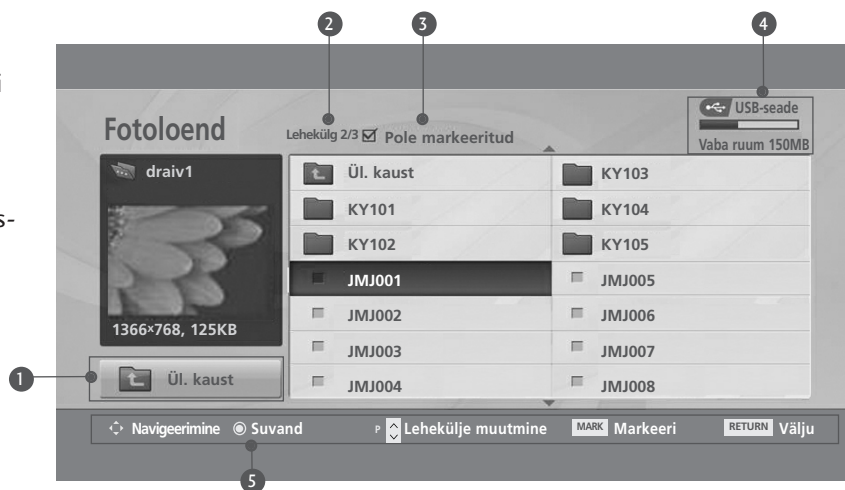 2 3 4
i
USB-seade
Fotoloend
Lehekülg 2/3 Pole markeeritud
Vaba ruum 150MB
draiv1
Ül. kaust KY103
KY101 KY104
s-
KY102 KY105
JMJ001 JMJ005
JMJ002 JMJ006
1366×768, 125KB
JMJ003 JMJ007
1 Ül. kaust
JMJ004 JMJ008
Navigeerimine Suvand P Lehekülje muutmine MARK Markeeri RETURN Välju
5